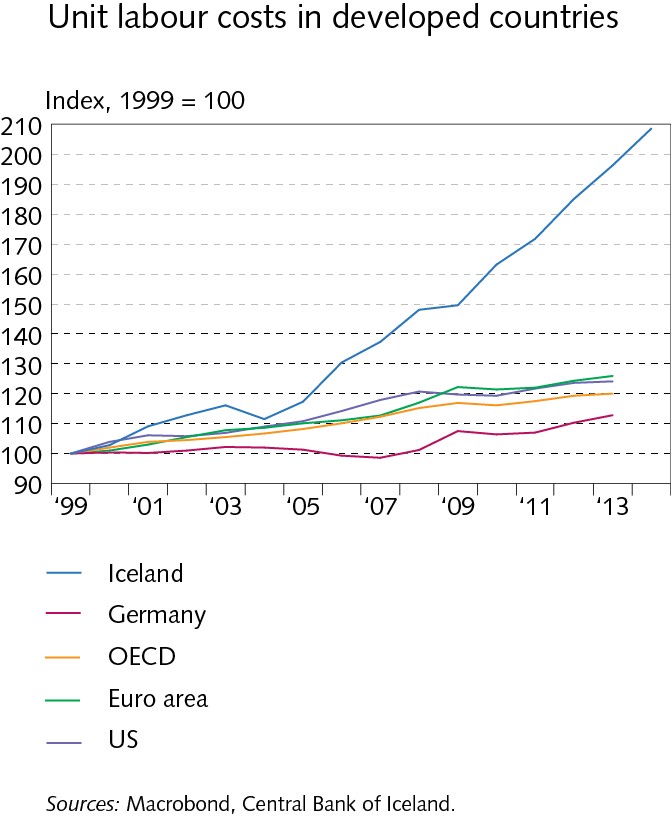 Unit labour costs in developed countries
Index, 1999 = 100
210
200
190
180
170
160
150
140
130
120
110
100
90
‘99 ‘01 ‘03 ‘05 ‘07 ‘09 ‘11 ‘13
Iceland
Germany
OECD
Euro area
US
Sources: Macrobond, Central Bank of Iceland.